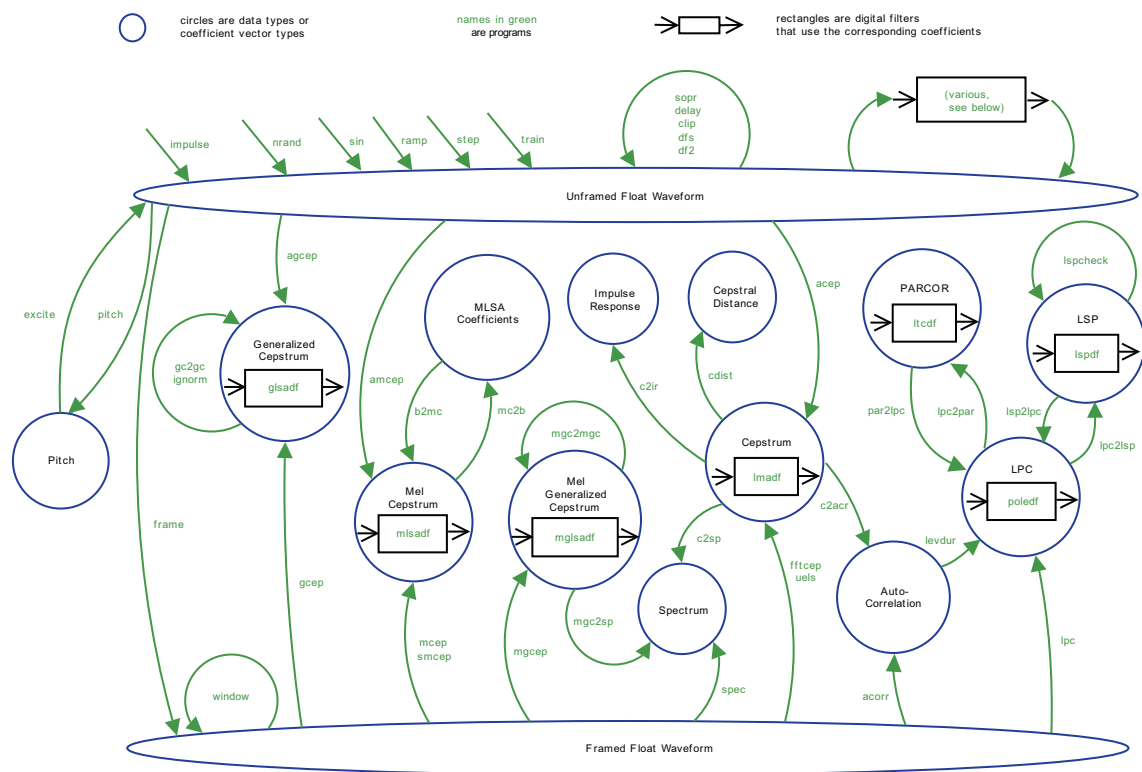 circles are data types or
coefficient vector types
names in green
are programs
rectangles are digital filters
that use the corresponding coefficients
impulse
nrand
sin
ramp
step
train
sopr
delay
clip
dfs
df2
(various,
see below)
Unframed Float Waveform
excite
pitch
agcep
amcep
acep
Generalized
Cepstrum
glsadf
gc2gc
ignorm
MLSA
Coefficients
b2mc
mc2b
Impulse
Response
c2ir
Cepstral
Distance
cdist
PARCOR
ltcdf
par2lpc
lpc2par
lspcheck
LSP
lspdf
lsp2lpc
lpc2lsp
Pitch
frame
gcep
Mel
Cepstrum
mlsadf
mgc2mgc
Mel
Generalized
Cepstrum
mglsadf
Cepstrum
lmadf
c2acr
c2sp
fftcep
uels
LPC
poledf
levdur
Auto-
Correlation
Spectrum
mgc2sp
mcep
smcep
mgcep
spec
acorr
lpc
window
Framed Float Waveform